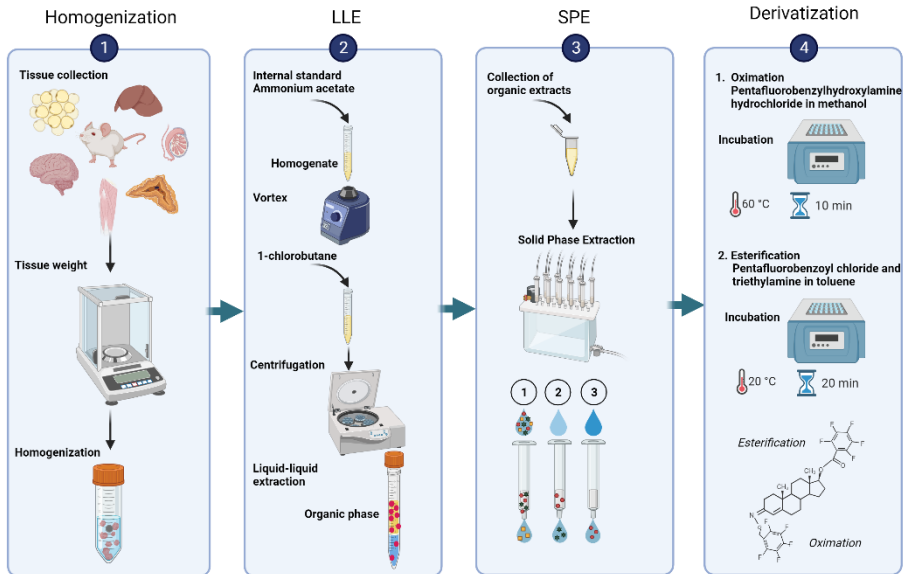 Homogenization
1
Tissue collection
Tissue weight
Homogenization
LLE
2
Internal standard
Ammonium acetate
Homogenate
Vortex
1-chlorobutane
Centrifugation
Liquid-liquid
extraction
Organic phase
SPE
3
Collection of
organic extracts
Solid Phase Extraction
1 2 3
Derivatization
4
1. Oximation
Pentafluorobenzylhydroxylamine
hydrochloride in methanol
Incubation
60 °C 10 min
2. Esterification
Pentafluorobenzoyl chloride and
triethylamine in toluene
Incubation
20 °C 20 min
Esterification
F
F
F
F
F
O
O
CH3
CH3
N
O
F
F
F
F
F
Oximation